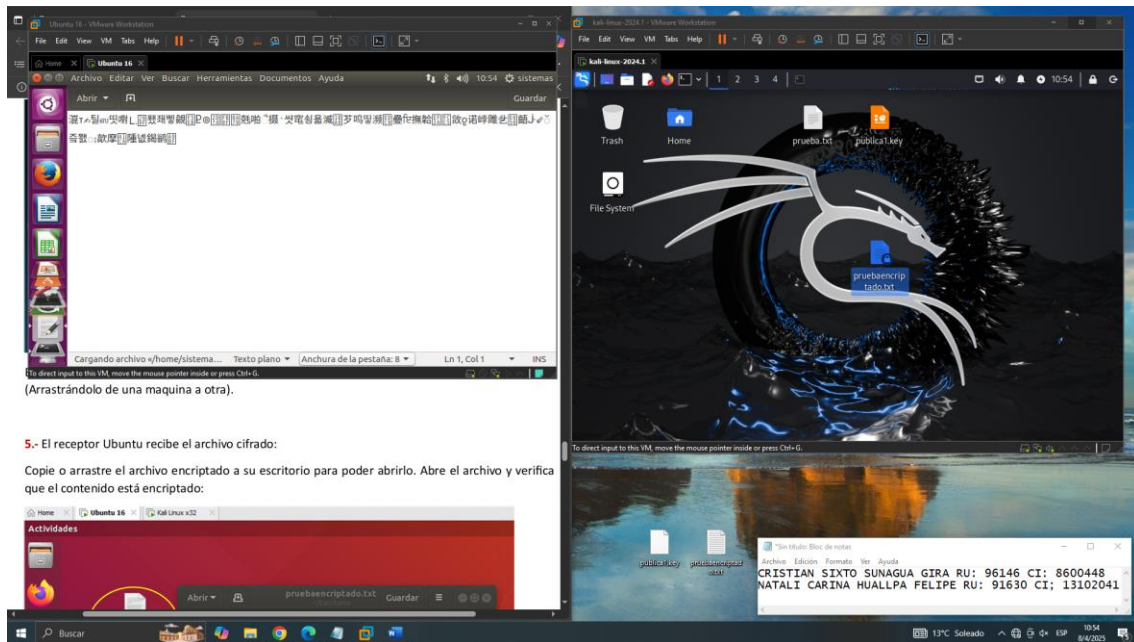 Ubuntu 16 - VMware Workstation
File Edit View VM Tabs Help
Home
Ubuntu 16
Archivo Editar Ver Buscar Herramientas Documentos Ayuda
10:54
sistemas
Abrir
Guardar
Cargando archivo «/home/sistema...
Texto plano
Anchura de la pestaña: 8
Ln 1, Col 1
INS
To direct input to this VM, move the mouse pointer inside or press Ctrl+G.
(Arrastrándolo de una maquina a otra).
5.- El receptor Ubuntu recibe el archivo cifrado:
Copie o arrastre el archivo encriptado a su escritorio para poder abrirlo. Abre el archivo y verifica
que el contenido está encriptado:
Home
Ubuntu 16
Kali Linux x32
Actividades
Abrir
pruebaencriptado.txt
Guardar
kali-linux-2024.1 - VMware Workstation
File Edit View VM Tabs Help
kali-linux-2024.1
1 2 3 4
10:54
Trash
Home
prueba.txt
publica1.key
File System
pruebaencrip
tado.txt
To direct input to this VM, move the mouse pointer inside or press Ctrl+G.
publica1.key
pruebaencriptad
o.txt
*Sin título: Bloc de notas
Archivo Edición Formato Ver Ayuda
CRISTIAN SIXTO SUNAGUA GIRA RU: 96146 CI: 8600448
NATALI CARINA HUALLPA FELIPE RU: 91630 CI; 13102041
Buscar
13°C Soleado
ESP
10:54
8/4/2025